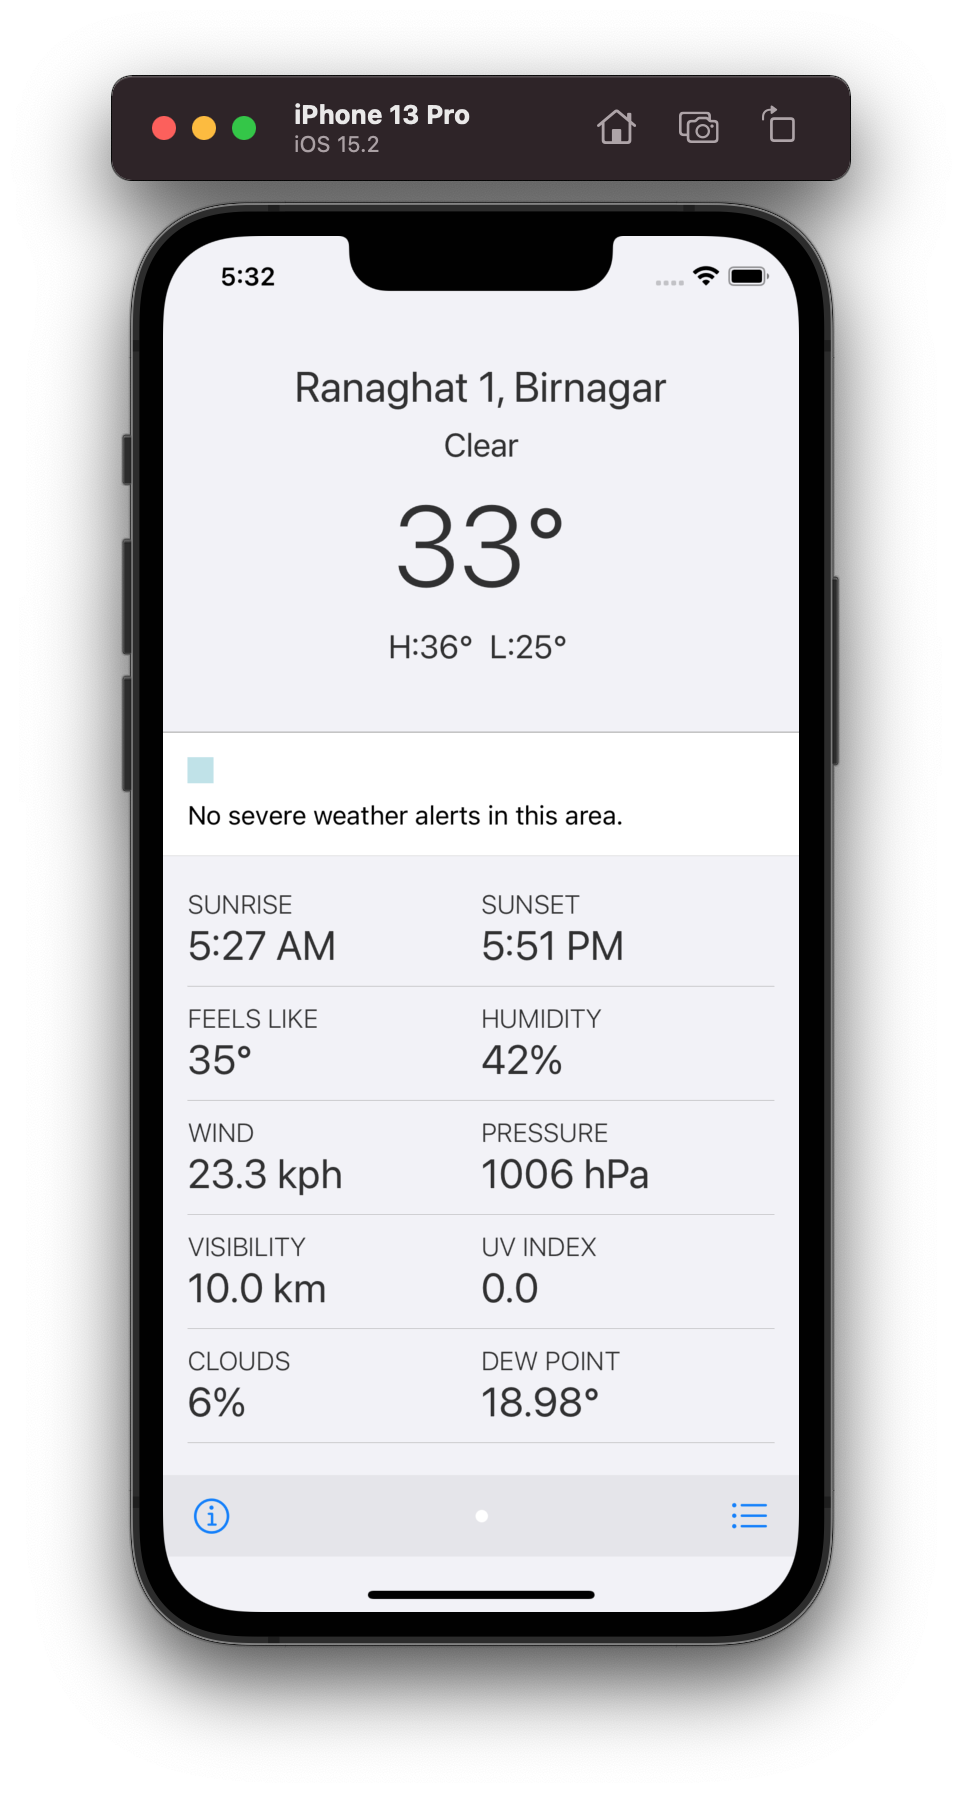 iPhone 13 Pro
iOS 15.2
5:32
Ranaghat 1, Birnagar
Clear
33°
H:36° L:25°
No severe weather alerts in this area.
SUNRISE SUNSET
5:27 AM 5:51 PM
FEELS LIKE HUMIDITY
35° 42%
WIND PRESSURE
23.3 kph 1006 hPa
VISIBILITY UV INDEX
10.0 km 0.0
CLOUDS DEW POINT
6% 18.98°